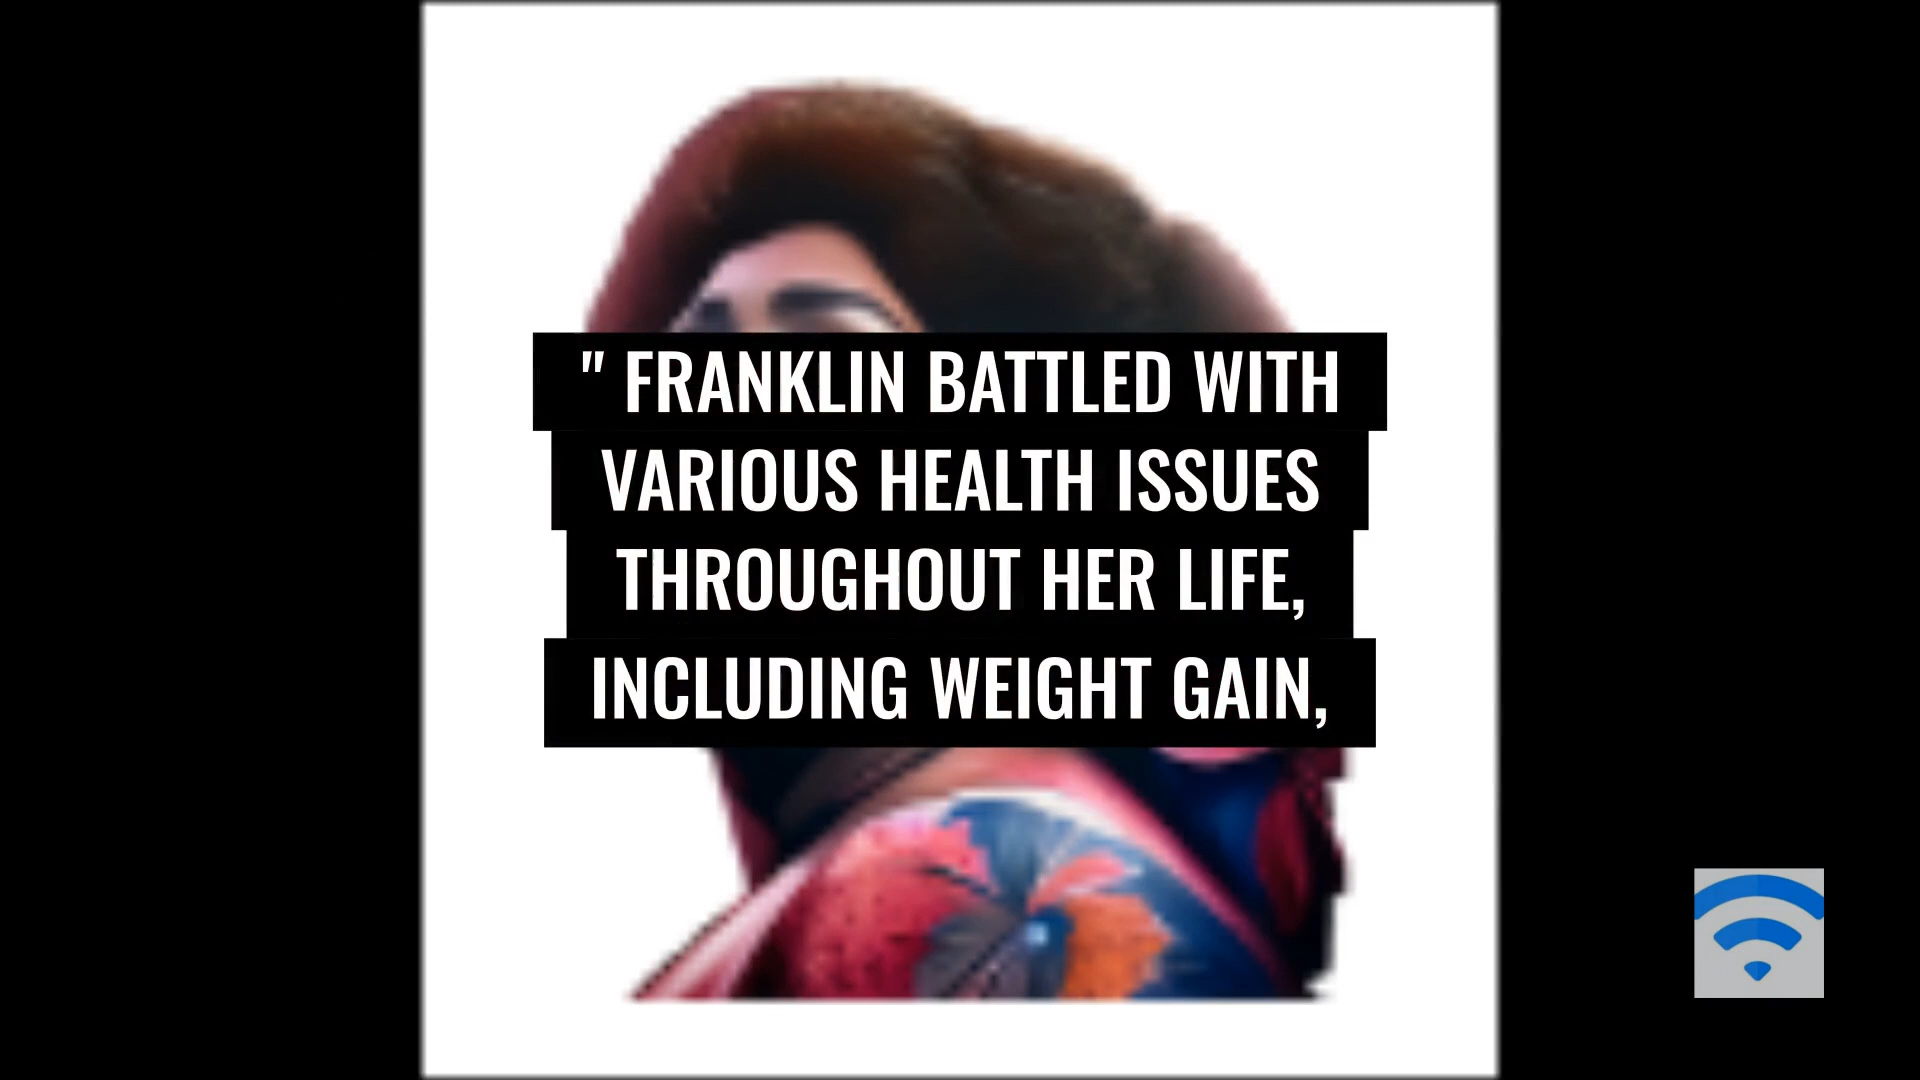 " FRANKLIN BATTLED WITH
VARIOUS HEALTH ISSUES
THROUGHOUT HER LIFE,
INCLUDING WEIGHT GAIN,